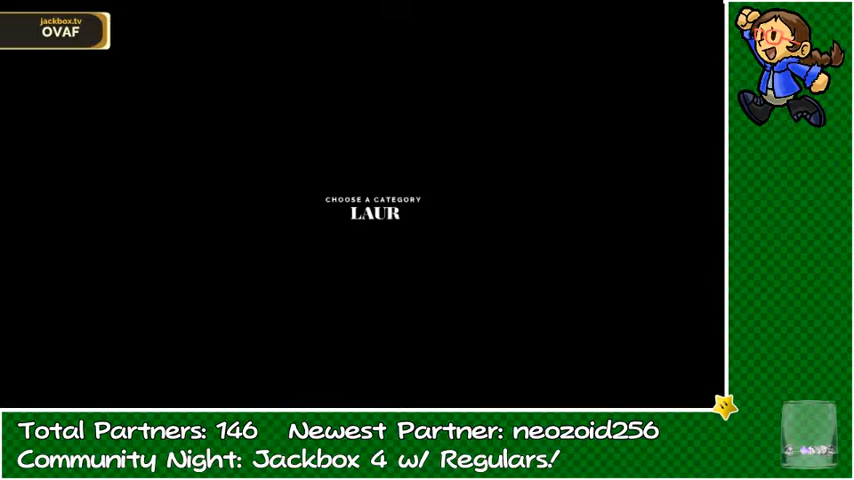 jackbox.tv
OVAF
CHOOSE A CATEGORY
LAUR
Total Partners: 146 Newest Partner: neozoid256
Community Night: Jackbox 4 w/ Regulars!